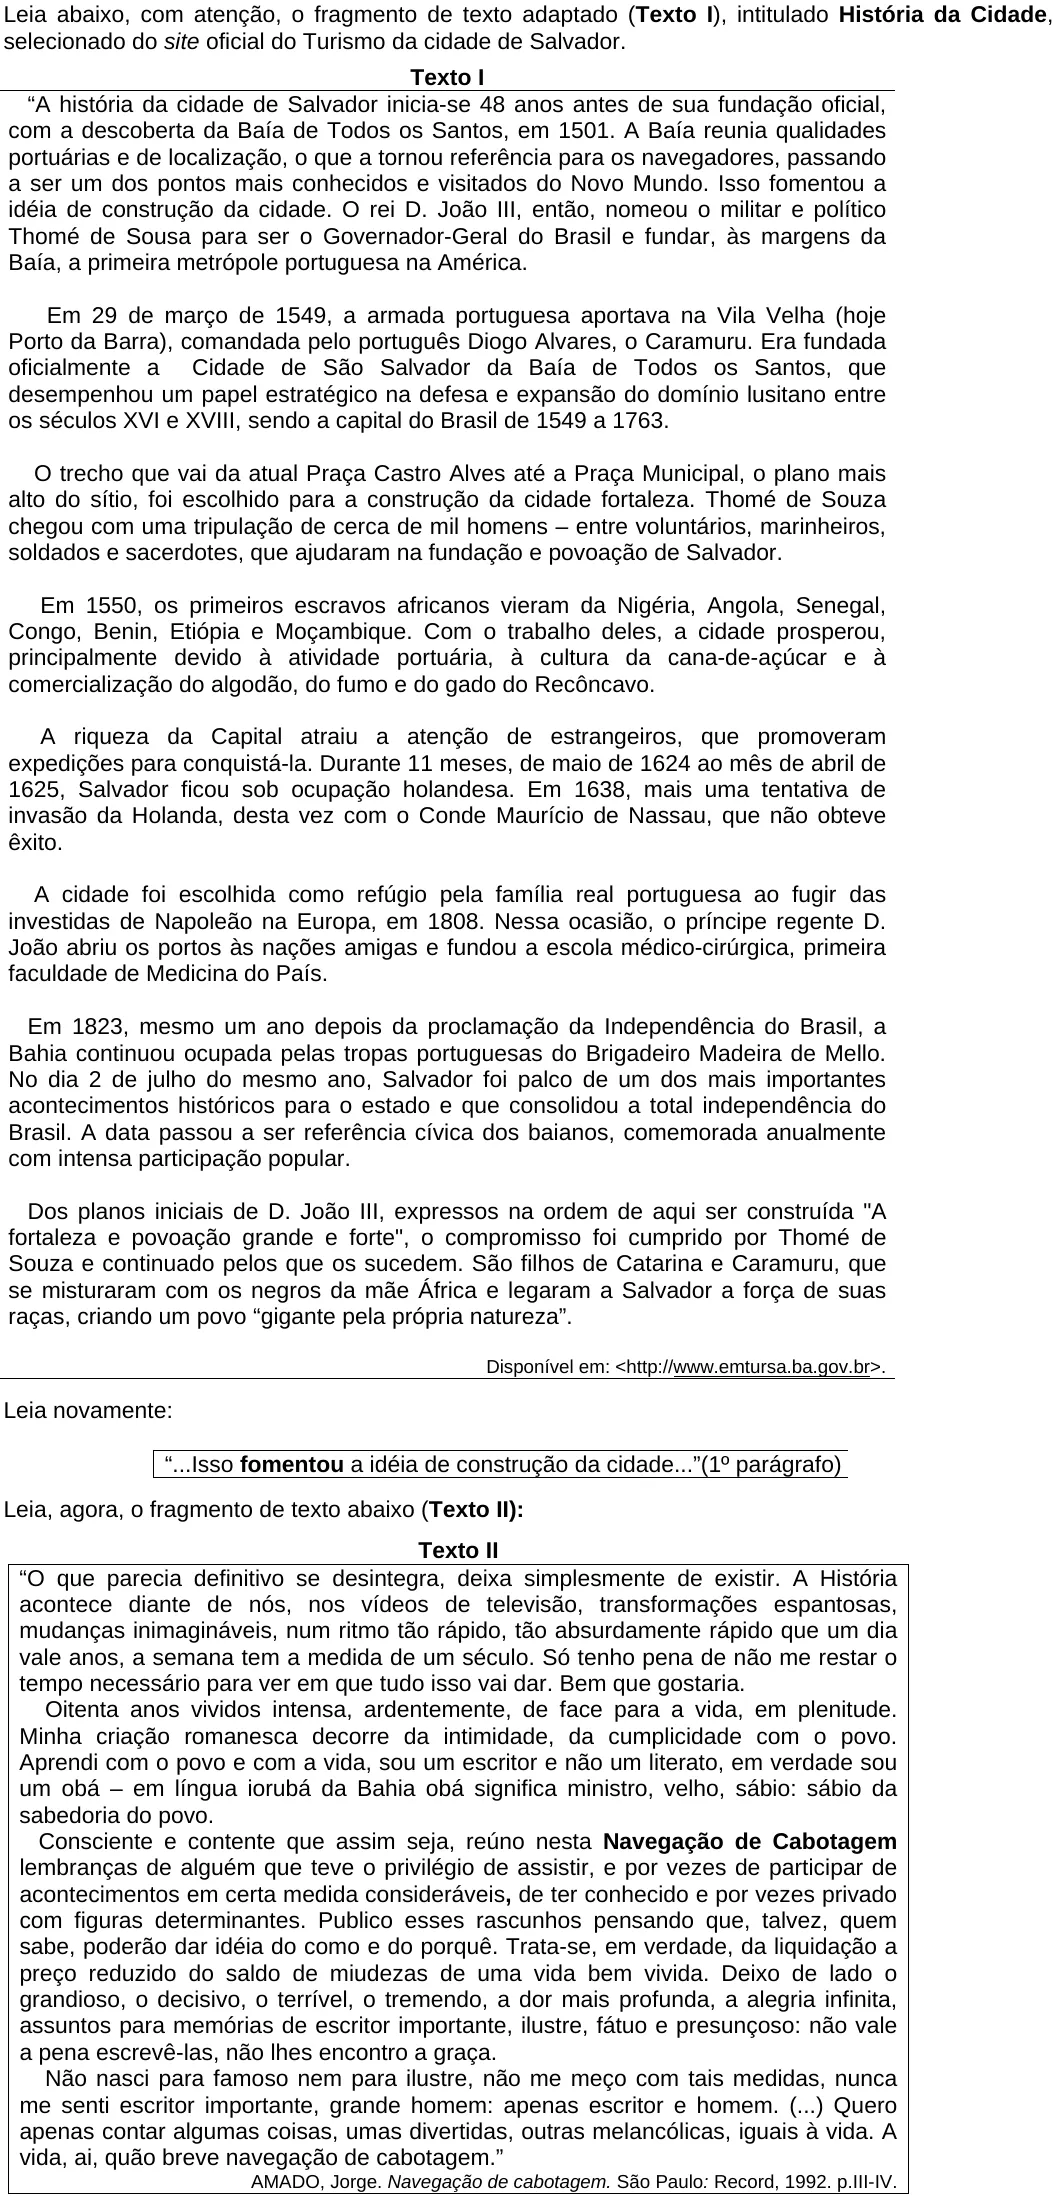 Leia abaixo, com atenção, o fragmento de texto adaptado (Texto I), intitulado História da Cidade,
selecionado do site oficial do Turismo da cidade de Salvador.
Texto I
“A história da cidade de Salvador inicia-se 48 anos antes de sua fundação oficial,
com a descoberta da Baía de Todos os Santos, em 1501. A Baía reunia qualidades
portuárias e de localização, o que a tornou referência para os navegadores, passando
a ser um dos pontos mais conhecidos e visitados do Novo Mundo. Isso fomentou a
idéia de construção da cidade. O rei D. João III, então, nomeou o militar e político
Thomé de Sousa para ser o Governador-Geral do Brasil e fundar, às margens da
Baía, a primeira metrópole portuguesa na América.
Em 29 de março de 1549, a armada portuguesa aportava na Vila Velha (hoje
Porto da Barra), comandada pelo português Diogo Alvares, o Caramuru. Era fundada
oficialmente a Cidade de São Salvador da Baía de Todos os Santos, que
desempenhou um papel estratégico na defesa e expansão do domínio lusitano entre
os séculos XVI e XVIII, sendo a capital do Brasil de 1549 a 1763.
O trecho que vai da atual Praça Castro Alves até a Praça Municipal, o plano mais
alto do sítio, foi escolhido para a construção da cidade fortaleza. Thomé de Souza
chegou com uma tripulação de cerca de mil homens – entre voluntários, marinheiros,
soldados e sacerdotes, que ajudaram na fundação e povoação de Salvador.
Em 1550, os primeiros escravos africanos vieram da Nigéria, Angola, Senegal,
Congo, Benin, Etiópia e Moçambique. Com o trabalho deles, a cidade prosperou,
principalmente devido à atividade portuária, à cultura da cana-de-açúcar e à
comercialização do algodão, do fumo e do gado do Recôncavo.
A riqueza da Capital atraiu a atenção de estrangeiros, que promoveram
expedições para conquistá-la. Durante 11 meses, de maio de 1624 ao mês de abril de
1625, Salvador ficou sob ocupação holandesa. Em 1638, mais uma tentativa de
invasão da Holanda, desta vez com o Conde Maurício de Nassau, que não obteve
êxito.
A cidade foi escolhida como refúgio pela família real portuguesa ao fugir das
investidas de Napoleão na Europa, em 1808. Nessa ocasião, o príncipe regente D.
João abriu os portos às nações amigas e fundou a escola médico-cirúrgica, primeira
faculdade de Medicina do País.
Em 1823, mesmo um ano depois da proclamação da Independência do Brasil, a
Bahia continuou ocupada pelas tropas portuguesas do Brigadeiro Madeira de Mello.
No dia 2 de julho do mesmo ano, Salvador foi palco de um dos mais importantes
acontecimentos históricos para o estado e que consolidou a total independência do
Brasil. A data passou a ser referência cívica dos baianos, comemorada anualmente
com intensa participação popular.
Dos planos iniciais de D. João III, expressos na ordem de aqui ser construída "A
fortaleza e povoação grande e forte", o compromisso foi cumprido por Thomé de
Souza e continuado pelos que os sucedem. São filhos de Catarina e Caramuru, que
se misturaram com os negros da mãe África e legaram a Salvador a força de suas
raças, criando um povo “gigante pela própria natureza”.
Disponível em: <http://www.emtursa.ba.gov.br>.
Leia novamente:
“...Isso fomentou a idéia de construção da cidade...”(1º parágrafo)
Leia, agora, o fragmento de texto abaixo (Texto II):
Texto II
“O que parecia definitivo se desintegra, deixa simplesmente de existir. A História
acontece diante de nós, nos vídeos de televisão, transformações espantosas,
mudanças inimagináveis, num ritmo tão rápido, tão absurdamente rápido que um dia
vale anos, a semana tem a medida de um século. Só tenho pena de não me restar o
tempo necessário para ver em que tudo isso vai dar. Bem que gostaria.
Oitenta anos vividos intensa, ardentemente, de face para a vida, em plenitude.
Minha criação romanesca decorre da intimidade, da cumplicidade com o povo.
Aprendi com o povo e com a vida, sou um escritor e não um literato, em verdade sou
um obá – em língua iorubá da Bahia obá significa ministro, velho, sábio: sábio da
sabedoria do povo.
Consciente e contente que assim seja, reúno nesta Navegação de Cabotagem
lembranças de alguém que teve o privilégio de assistir, e por vezes de participar de
acontecimentos em certa medida consideráveis, de ter conhecido e por vezes privado
com figuras determinantes. Publico esses rascunhos pensando que, talvez, quem
sabe, poderão dar idéia do como e do porquê. Trata-se, em verdade, da liquidação a
preço reduzido do saldo de miudezas de uma vida bem vivida. Deixo de lado o
grandioso, o decisivo, o terrível, o tremendo, a dor mais profunda, a alegria infinita,
assuntos para memórias de escritor importante, ilustre, fátuo e presunçoso: não vale
a pena escrevê-las, não lhes encontro a graça.
Não nasci para famoso nem para ilustre, não me meço com tais medidas, nunca
me senti escritor importante, grande homem: apenas escritor e homem. (...) Quero
apenas contar algumas coisas, umas divertidas, outras melancólicas, iguais à vida. A
vida, ai, quão breve navegação de cabotagem.”
AMADO, Jorge. Navegação de cabotagem. São Paulo: Record, 1992. p.III-IV.